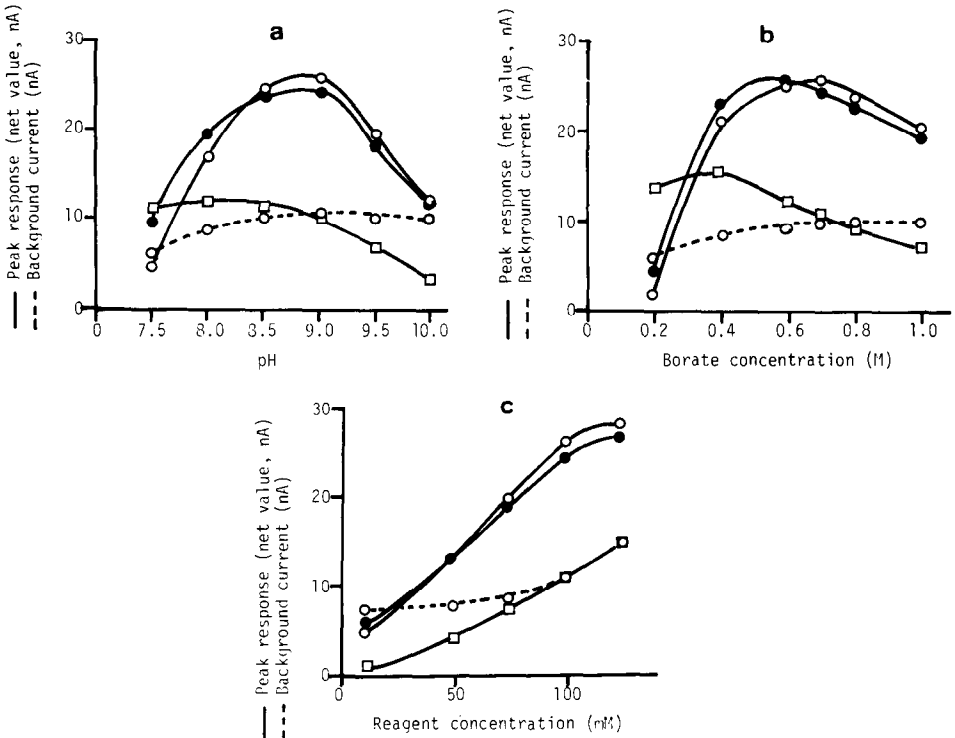 a
Peak response (net value, nA)
Background current (nA)
30
20
10
0
0 7.5 8.0 3.5 9.0 9.5 10.0
pH
b
Peak response (net value, nA)
Background current (nA)
30
20
10
0
0 0.2 0.4 0.6 0.8 1.0
Borate concentration (M)
c
Peak response (net value, nA)
Background current (nA)
30
20
10
0
0 50 100
Reagent concentration (mM)